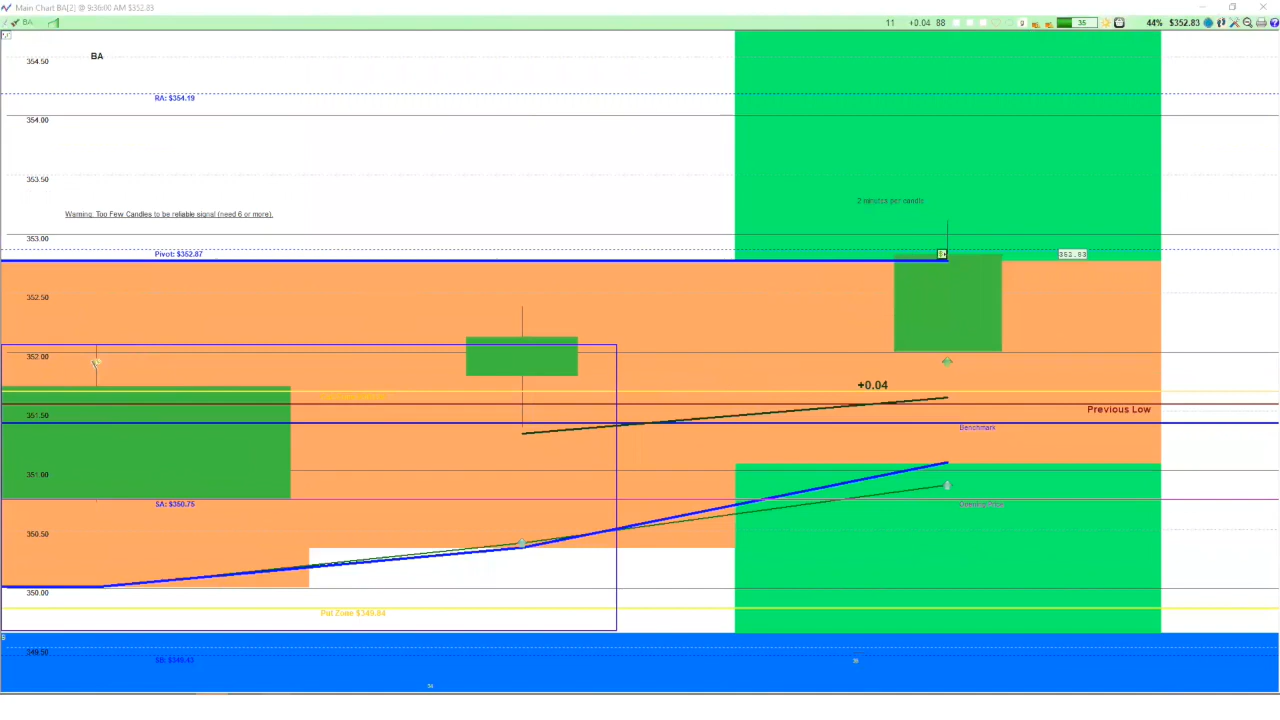 Main Chart BA[2] @ 9:36:00 AM $352.83
BA
11 +0.04 88
35
44% $352.83
354.50
BA
RA: $354.19
354.00
353.50
2 minutes per candle
Warning: Too Few Candles to be reliable signal (need 6 or more).
353.00
Pivot: $352.87
352.83
352.50
352.00
+0.04
Previous Low
351.50
Benchmark
351.00
SA: $350.75
Opening Price
350.50
350.00
Put Zone $349.84
349.50
SB: $349.43